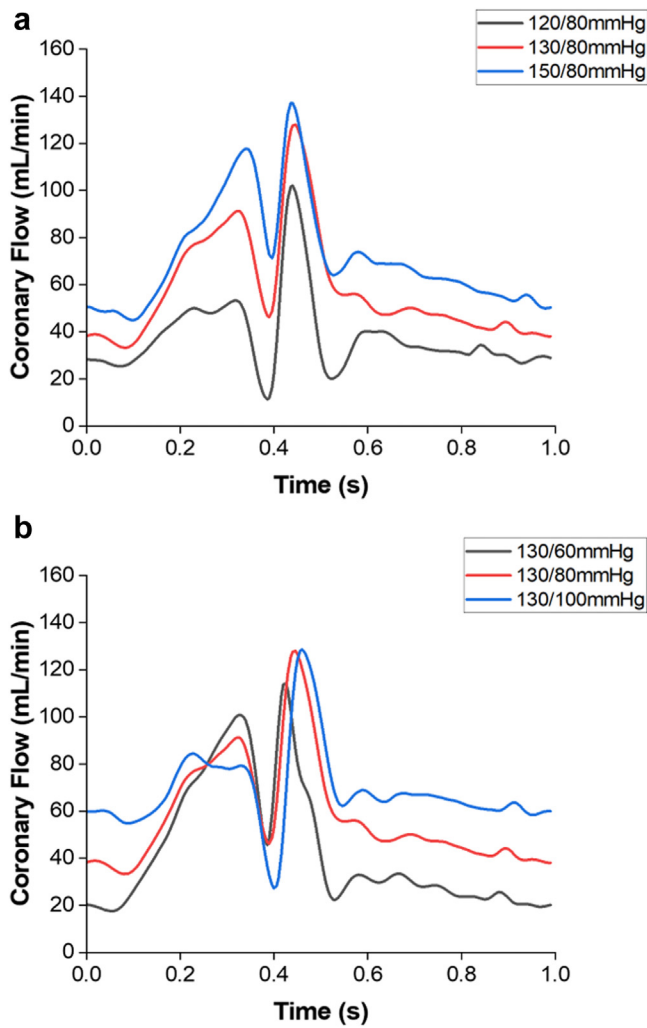 a
120/80mmHg
130/80mmHg
150/80mmHg
160
140
120
100
80
60
40
20
0
Coronary Flow (mL/min)
0.0 0.2 0.4 0.6 0.8 1.0
Time (s)
b
130/60mmHg
130/80mmHg
130/100mmHg
160
140
120
100
80
60
40
20
0
Coronary Flow (mL/min)
0.0 0.2 0.4 0.6 0.8 1.0
Time (s)